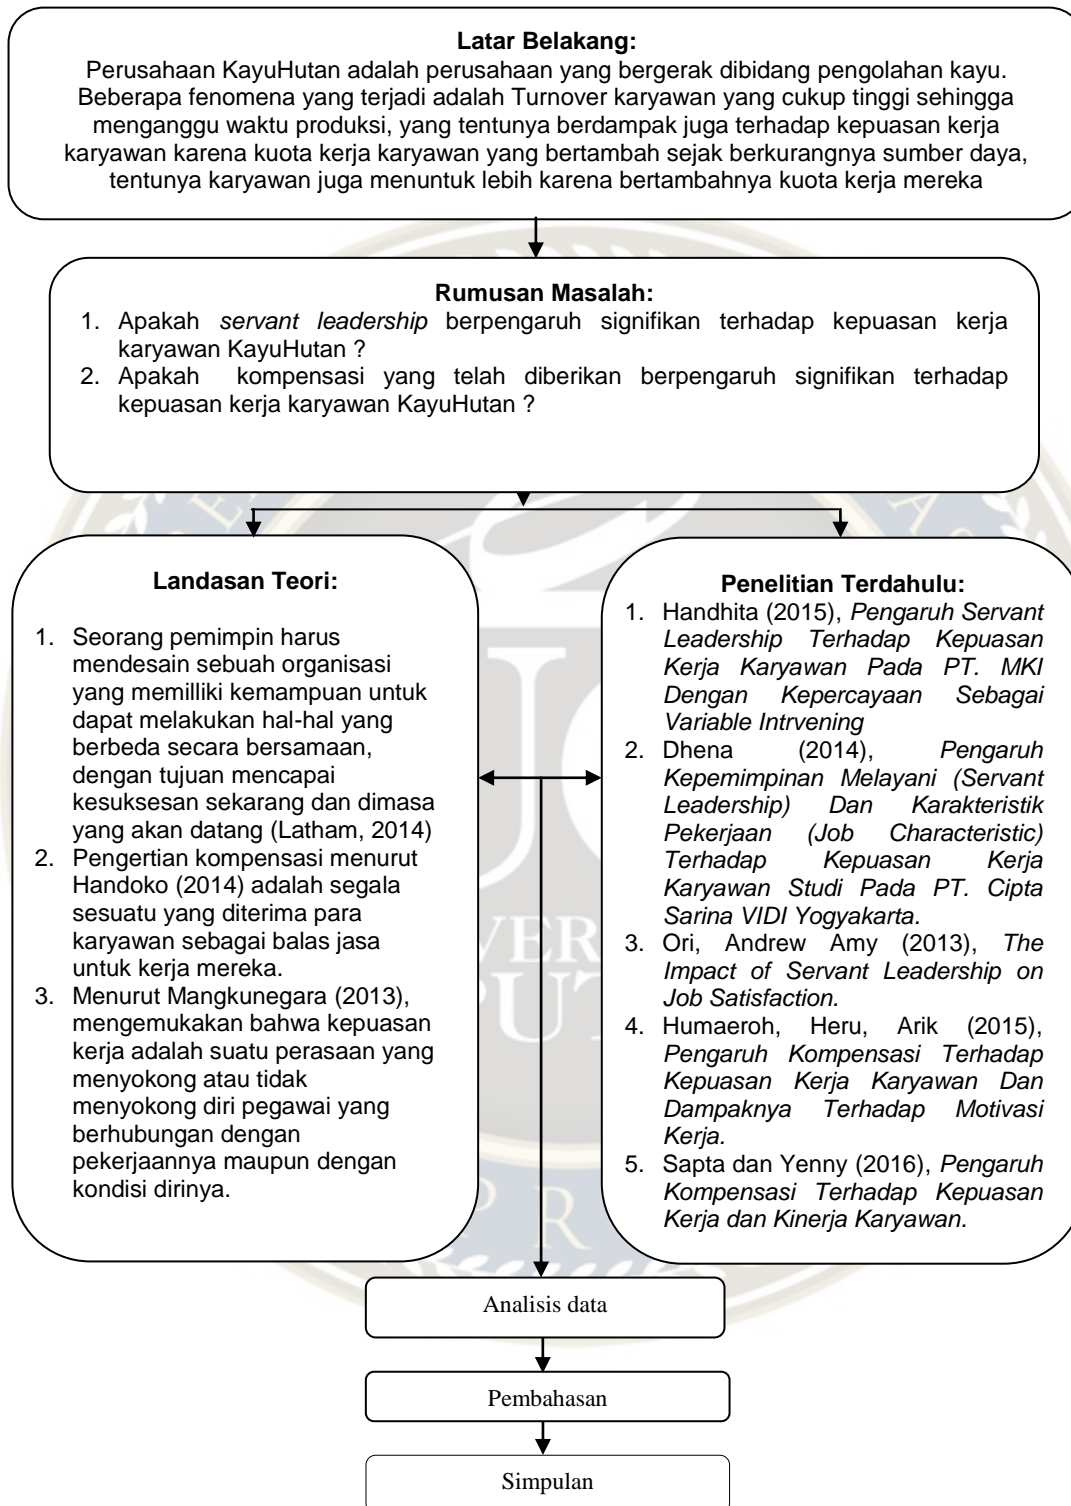 Latar Belakang:
Perusahaan KayuHutan adalah perusahaan yang bergerak dibidang pengolahan kayu.
Beberapa fenomena yang terjadi adalah Turnover karyawan yang cukup tinggi sehingga
menganggu waktu produksi, yang tentunya berdampak juga terhadap kepuasan kerja
karyawan karena kuota kerja karyawan yang bertambah sejak berkurangnya sumber daya,
tentunya karyawan juga menuntuk lebih karena bertambahnya kuota kerja mereka
Rumusan Masalah:
1. Apakah servant leadership berpengaruh signifikan terhadap kepuasan kerja
karyawan KayuHutan ?
2. Apakah kompensasi yang telah diberikan berpengaruh signifikan terhadap
kepuasan kerja karyawan KayuHutan ?
Landasan Teori:
1. Seorang pemimpin harus
mendesain sebuah organisasi
yang memilliki kemampuan untuk
dapat melakukan hal-hal yang
berbeda secara bersamaan,
dengan tujuan mencapai
kesuksesan sekarang dan dimasa
yang akan datang (Latham, 2014)
2. Pengertian kompensasi menurut
Handoko (2014) adalah segala
sesuatu yang diterima para
karyawan sebagai balas jasa
untuk kerja mereka.
3. Menurut Mangkunegara (2013),
mengemukakan bahwa kepuasan
kerja adalah suatu perasaan yang
menyokong atau tidak
menyokong diri pegawai yang
berhubungan dengan
pekerjaannya maupun dengan
kondisi dirinya.
Penelitian Terdahulu:
1. Handhita (2015), Pengaruh Servant
Leadership Terhadap Kepuasan
Kerja Karyawan Pada PT. MKI
Dengan Kepercayaan Sebagai
Variable Intrvening
2. Dhena (2014), Pengaruh
Kepemimpinan Melayani (Servant
Leadership) Dan Karakteristik
Pekerjaan (Job Characteristic)
Terhadap Kepuasan Kerja
Karyawan Studi Pada PT. Cipta
Sarina VIDI Yogyakarta.
3. Ori, Andrew Amy (2013), The
Impact of Servant Leadership on
Job Satisfaction.
4. Humaeroh, Heru, Arik (2015),
Pengaruh Kompensasi Terhadap
Kepuasan Kerja Karyawan Dan
Dampaknya Terhadap Motivasi
Kerja.
5. Sapta dan Yenny (2016), Pengaruh
Kompensasi Terhadap Kepuasan
Kerja dan Kinerja Karyawan.
Analisis data
Pembahasan
Simpulan